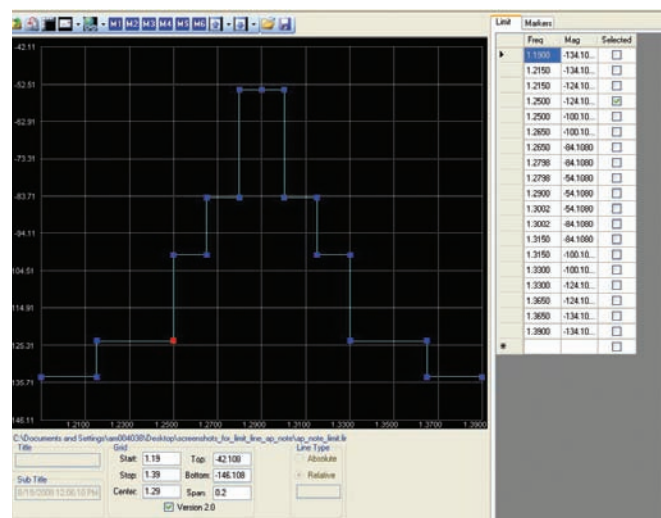 M1 M2 M3 M4 M5 M6
-42.11
-52.51
-62.91
-73.31
-83.71
-94.11
104.51
114.91
125.31
135.71
146.11
1.2100 1.2300 1.2500 1.2700 1.2900 1.3100 1.3300 1.3500 1.3700 1.3900
C:\Documents and Settings\am004038\Desktop\screenshots_for_limit_line_ap_note\ap_note_limit.lr
Title
Sub Title
8/19/2008 12:56:10 PM
Grid
Start: 1.19 Top: -42.108
Stop: 1.39 Bottom: -146.108
Center: 1.29 Span: 0.2
Version 2.0
Line Type
Absolute
Relative
Limit Markers
Freq Mag Selected
1.1900 -134.10...
1.2150 -134.10...
1.2150 -124.10...
1.2500 -124.10...
1.2500 -100.10...
1.2650 -100.10...
1.2650 -84.1080
1.2798 -84.1080
1.2798 -54.1080
1.2900 -54.1080
1.3002 -54.1080
1.3002 -84.1080
1.3150 -84.1080
1.3150 -100.10...
1.3300 -100.10...
1.3300 -124.10...
1.3650 -124.10...
1.3650 -134.10...
1.3900 -134.10...